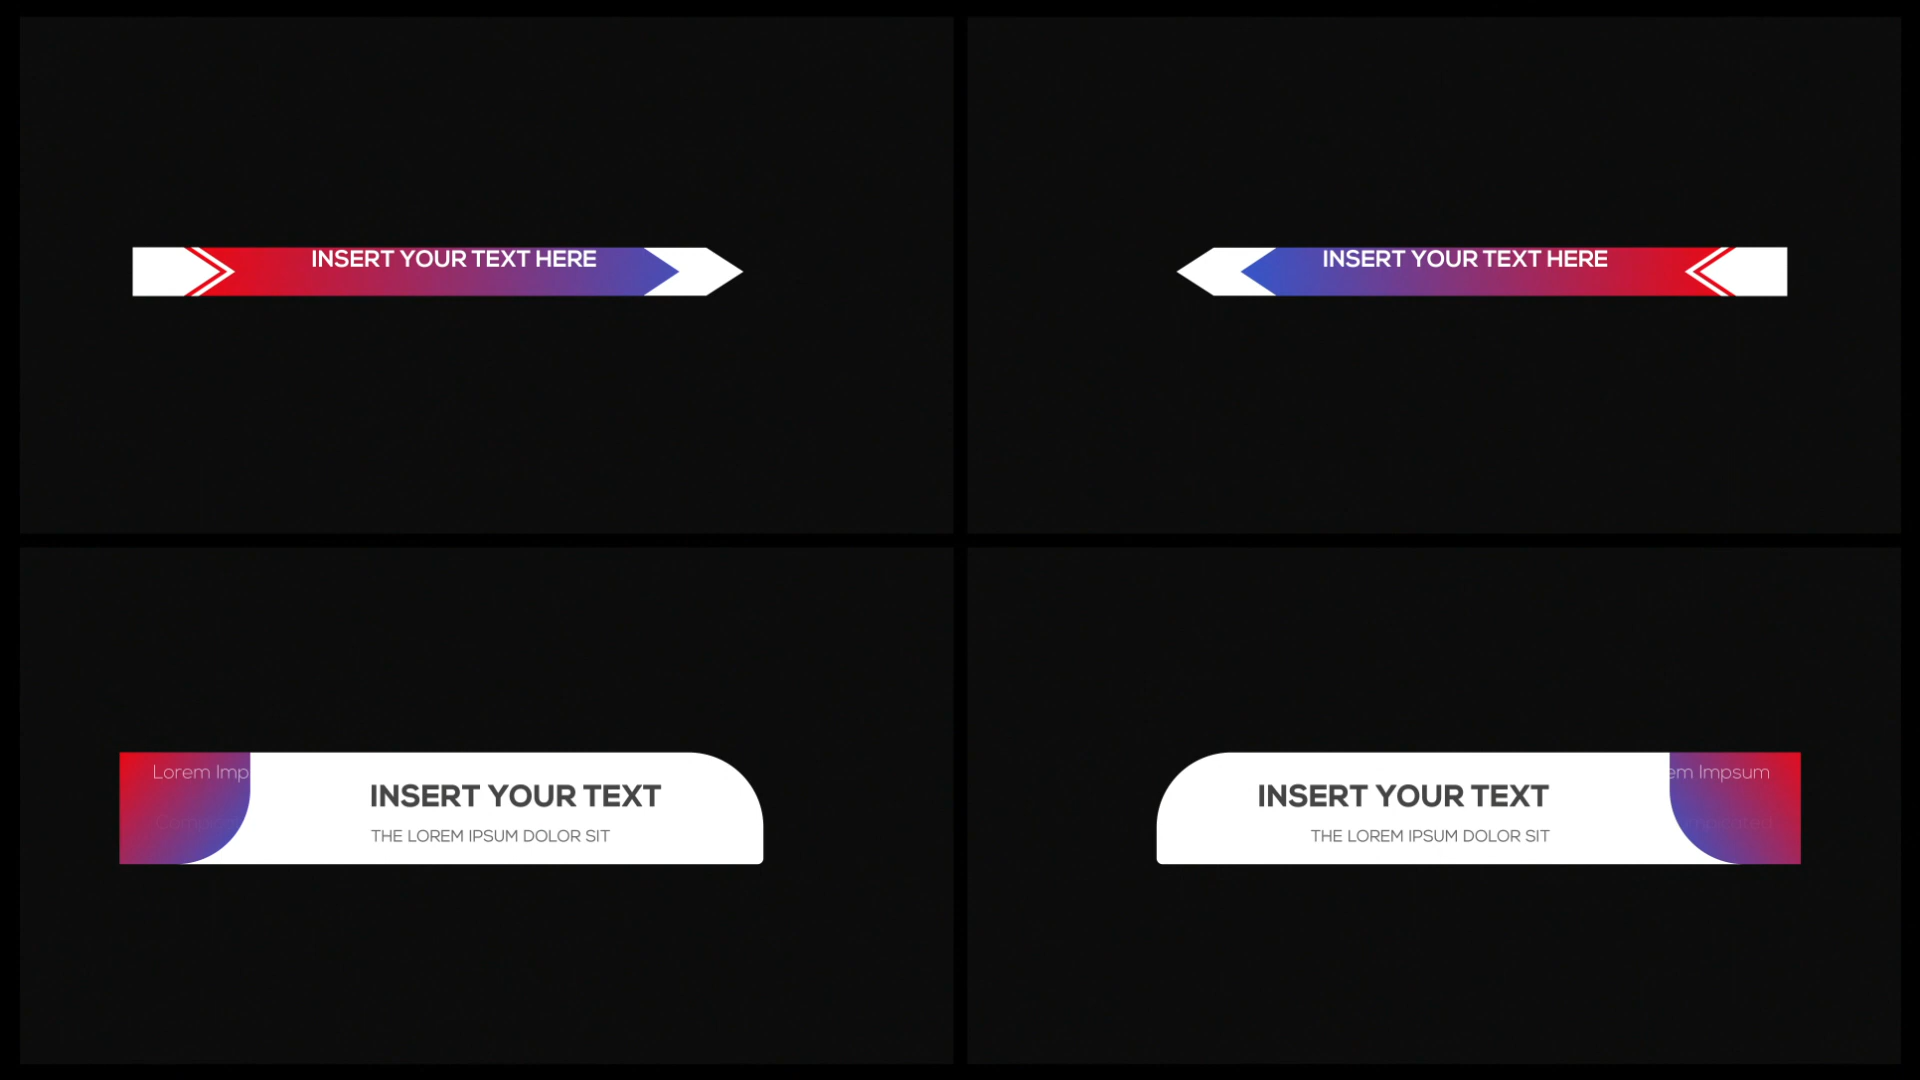 INSERT YOUR TEXT HERE
INSERT YOUR TEXT HERE
Lorem Imp
INSERT YOUR TEXT
THE LOREM IPSUM DOLOR SIT
em Impsum
INSERT YOUR TEXT
THE LOREM IPSUM DOLOR SIT